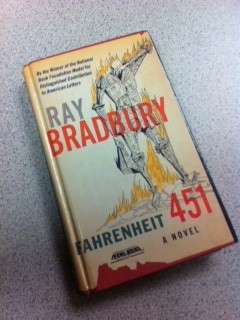 By the Winner of the National
Book Foundation Medal for
Distinguished Contribution
to American Letters
RAY
BRADBURY
FAHRENHEIT 451
A NOVEL